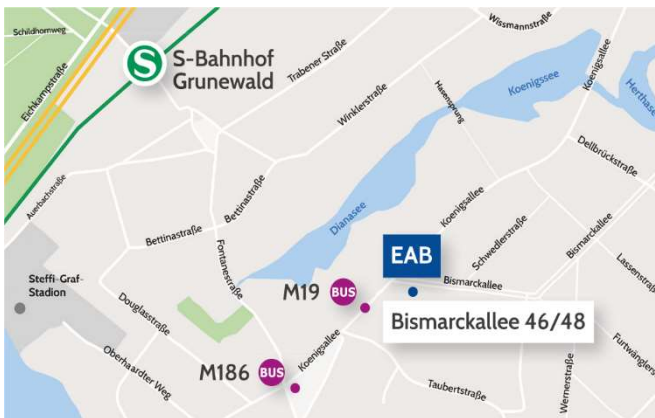 Schildhornweg
Eichkampstraße
S
S-Bahnhof
Grunewald
Trabener Straße
Wissmannstraße
Koenigsallee
Koenigssee
Winklerstraße
Hasensprung
Dellbrückstraße
Auerbachstraße
Bettinastraße
Bettinastraße
Dianasee
Koenigsallee
Schwedlerstraße
Bismarckallee
Lassenstraße
Fontanestraße
EAB
Bismarckallee
Steffi-Graf-
Stadion
Douglasstraße
M19
BUS
Bismarckallee 46/48
Oberhaardter Weg
M186
BUS
Koenigsallee
Taubertstraße
Wernerstraße